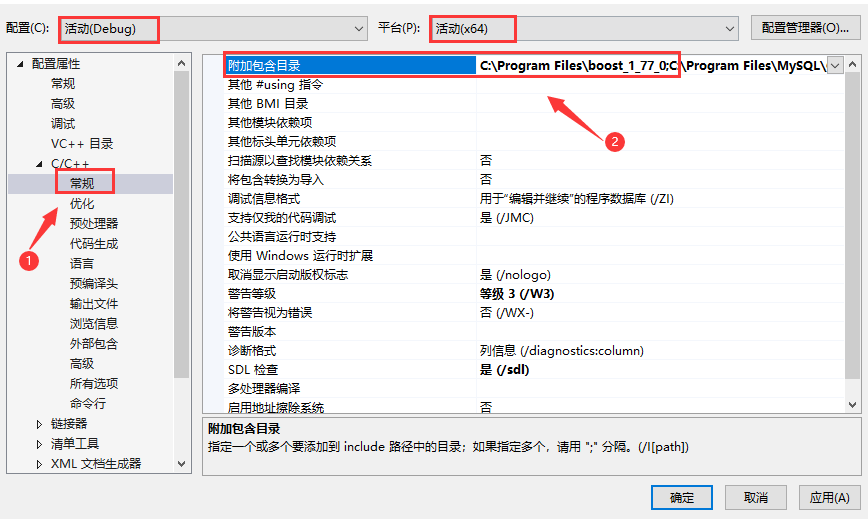 配置(C): 活动(Debug) 平台(P): 活动(x64) 配置管理器(O)...
配置属性
常规
高级
调试
VC++ 目录
C/C++
常规
优化
预处理器
代码生成
语言
预编译头
输出文件
浏览信息
外部包含
高级
所有选项
命令行
链接器
清单工具
XML 文档生成器
1
附加包含目录 C:\Program Files\boost_1_77_0;C:\Program Files\MySQL\
其他 #using 指令
其他 BMI 目录
其他模块依赖项
其他标头单元依赖项
扫描源以查找模块依赖关系 否
将包含转换为导入 否
调试信息格式 用于“编辑并继续”的程序数据库 (/ZI)
支持仅我的代码调试 是 (/JMC)
公共语言运行时支持
使用 Windows 运行时扩展
取消显示启动版权标志 是 (/nologo)
警告等级 等级 3 (/W3)
将警告视为错误 否 (/WX-)
警告版本
诊断格式 列信息 (/diagnostics:column)
SDL 检查 是 (/sdl)
多处理器编译
启用地址擦除系统 否
2
附加包含目录
指定一个或多个要添加到 include 路径中的目录；如果指定多个，请用 ";" 分隔。(/I[path])
确定 取消 应用(A)